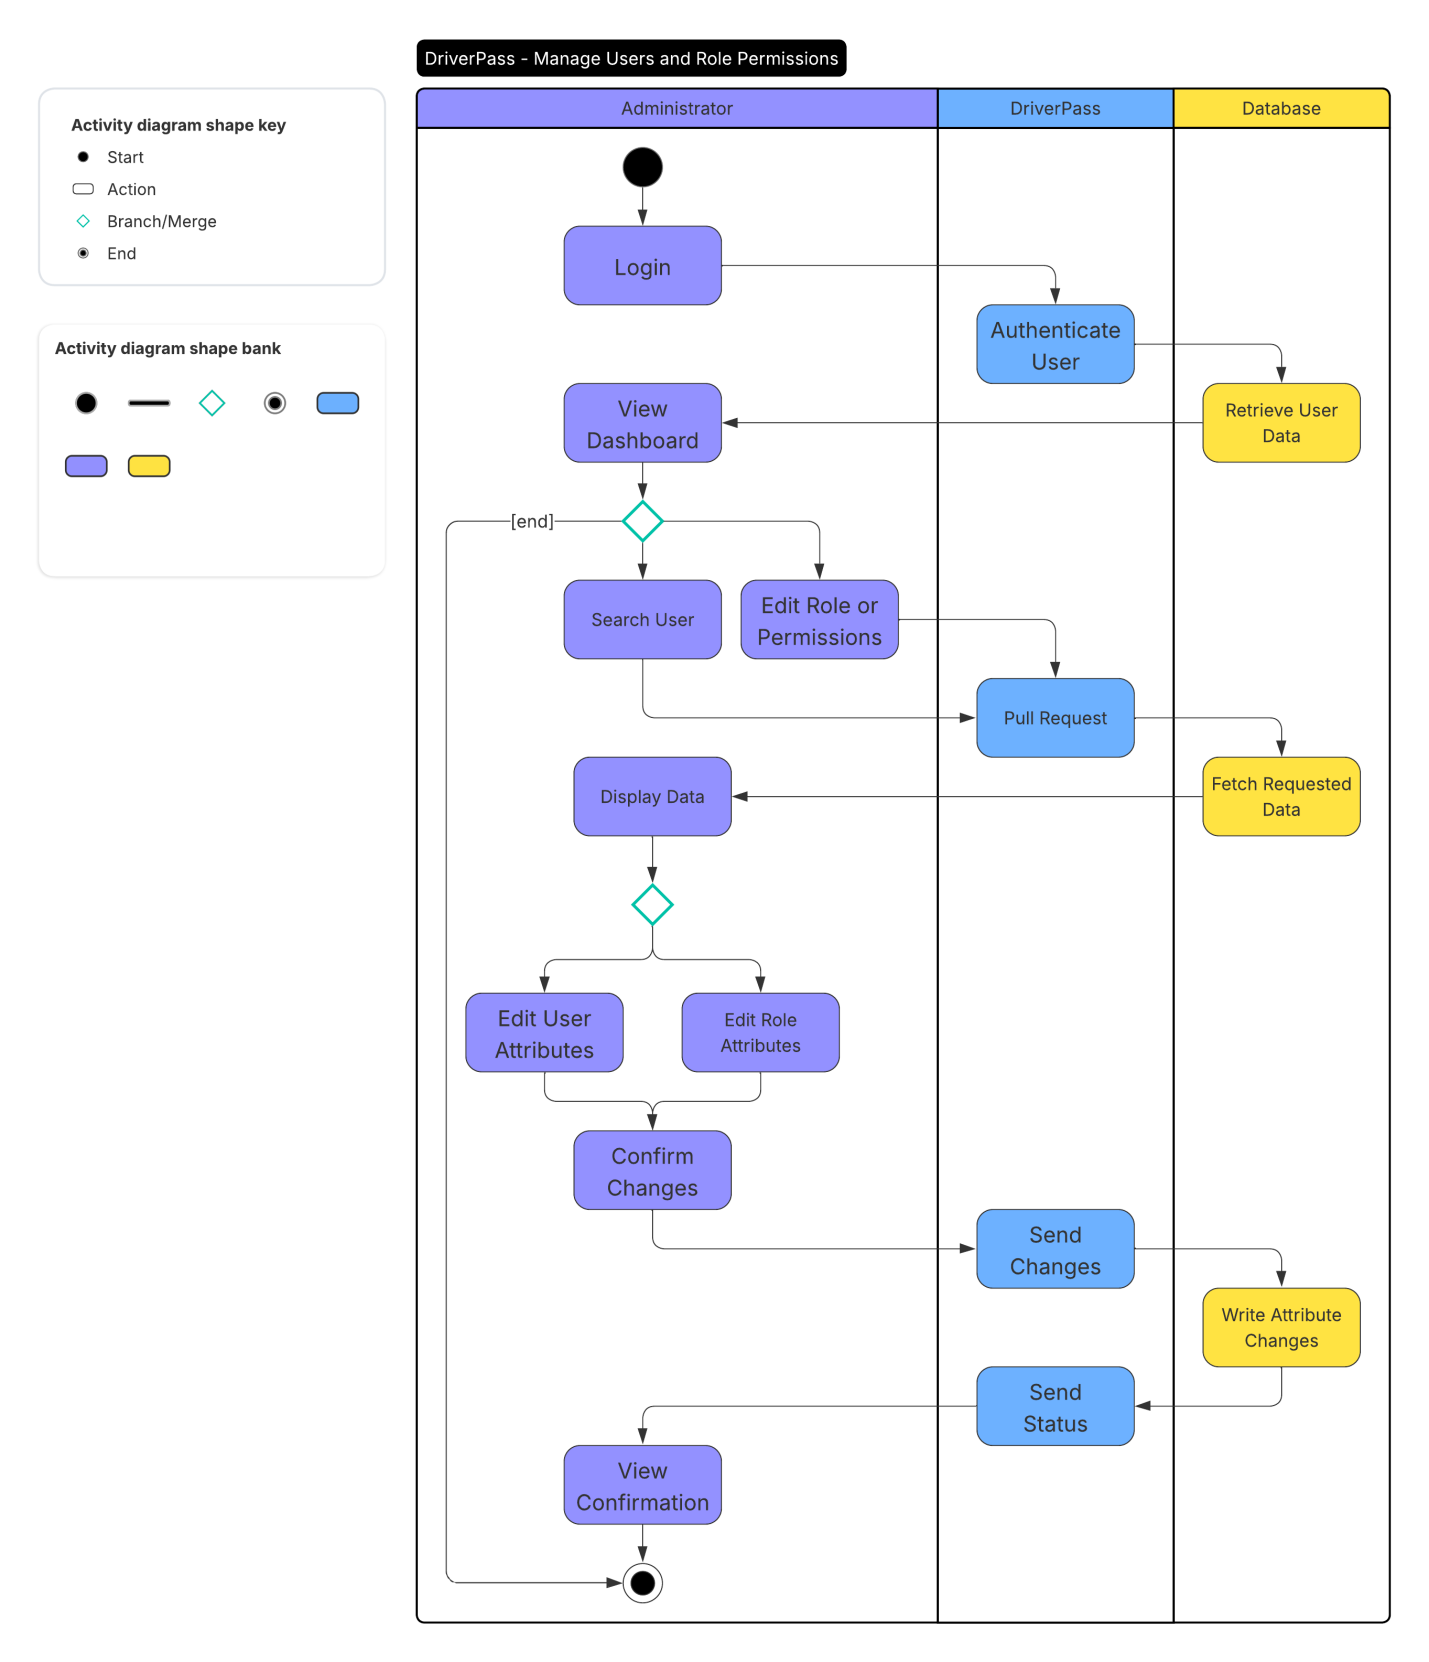 DriverPass - Manage Users and Role Permissions
Activity diagram shape key
Start
Action
Branch/Merge
End
Activity diagram shape bank
Administrator
DriverPass
Database
Login
Authenticate
User
Retrieve User
Data
View
Dashboard
[end]
Search User
Edit Role or
Permissions
Pull Request
Fetch Requested
Data
Display Data
Edit User
Attributes
Edit Role
Attributes
Confirm
Changes
Send
Changes
Write Attribute
Changes
Send
Status
View
Confirmation